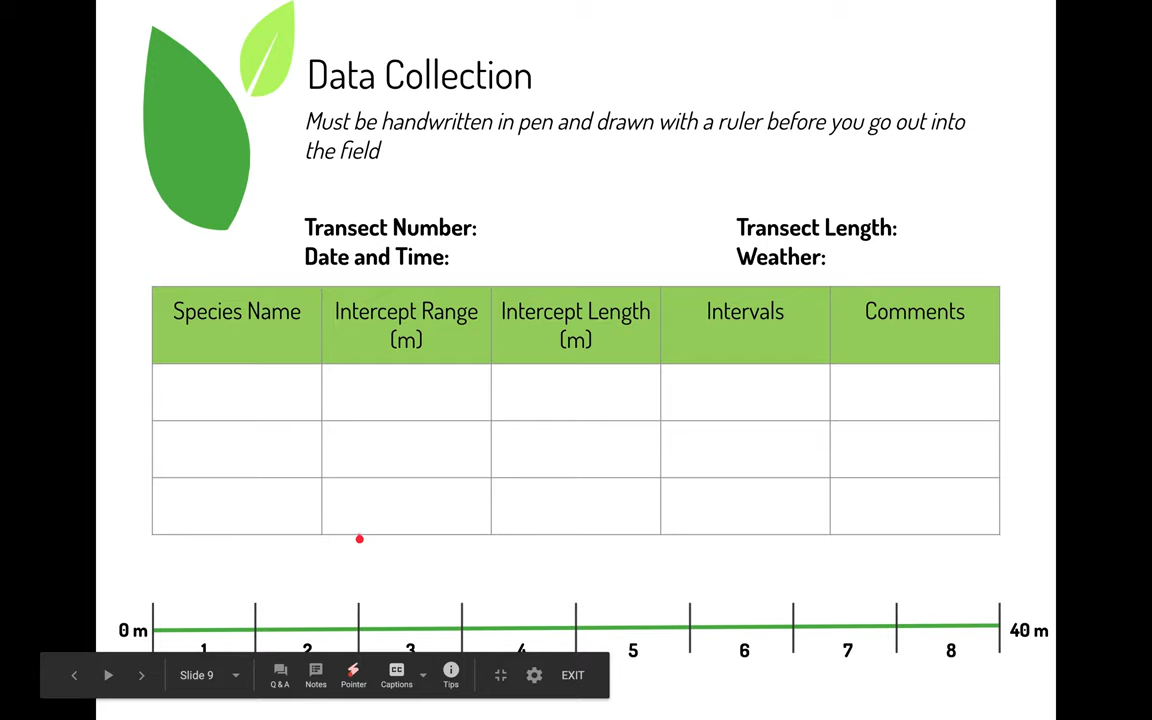 Data Collection
Must be handwritten in pen and drawn with a ruler before you go out into
the field
Transect Number: Transect Length:
Date and Time: Weather:
Species Name Intercept Range Intercept Length Intervals Comments
(m) (m)
0 m 40 m
1 2 3 4 5 6 7 8
Slide 9 Q & A Notes Pointer CC Captions Tips EXIT